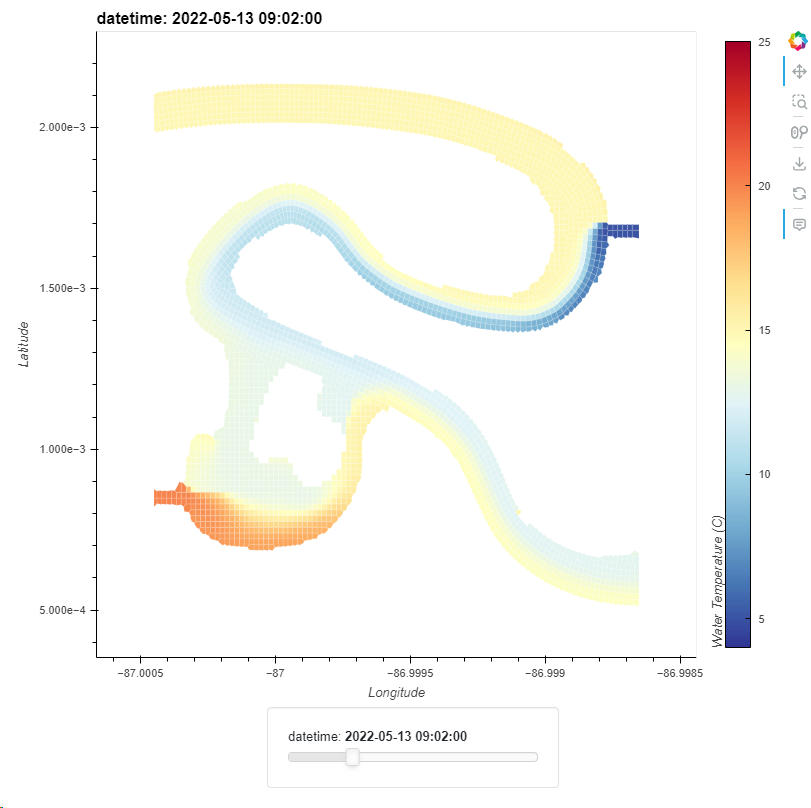 datetime: 2022-05-13 09:02:00
2.000e-3
1.500e-3
1.000e-3
5.000e-4
Latitude
−87.0005
−87
−86.9995
−86.999
−86.9985
Longitude
25
20
15
10
5
Water Temperature (C)
datetime: 2022-05-13 09:02:00